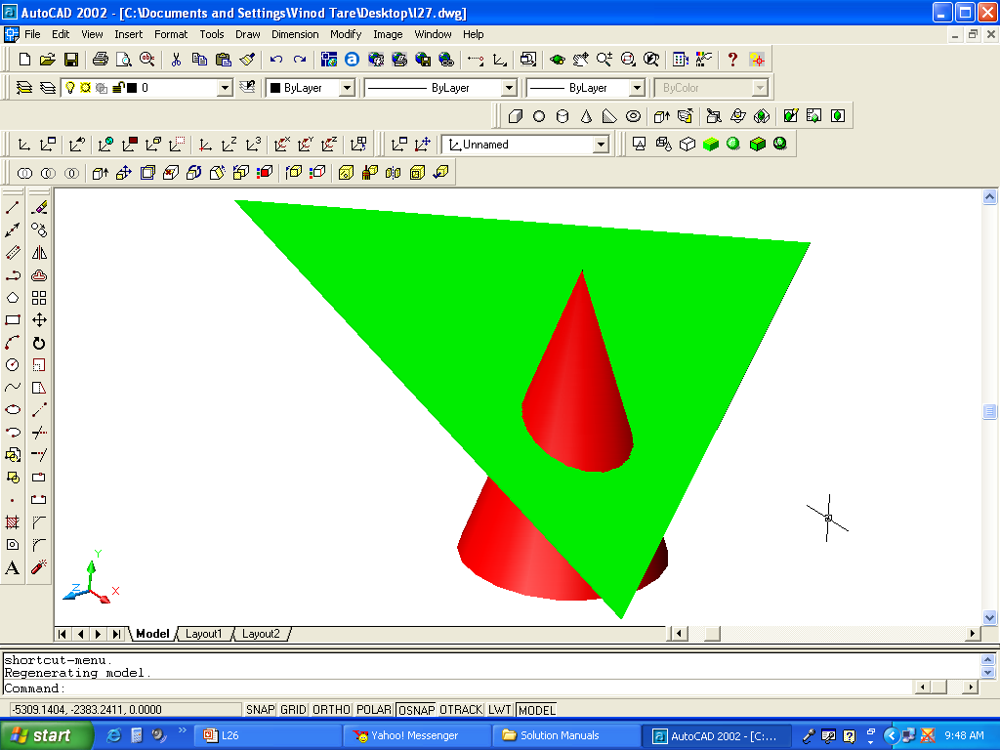 AutoCAD 2002 - [C:\Documents and Settings\Vinod Tare\Desktop\l27.dwg]
File Edit View Insert Format Tools Draw Dimension Modify Image Window Help
0 ByLayer ByLayer ByLayer ByColor
Unnamed
Y
Z X
Model Layout1 Layout2
shortcut-menu.
Regenerating model.
Command:
-5309.1404, -2383.2411, 0.0000 SNAP GRID ORTHO POLAR OSNAP OTRACK LWT MODEL
start L26 Yahoo! Messenger Solution Manuals AutoCAD 2002 - [C:... 9:48 AM